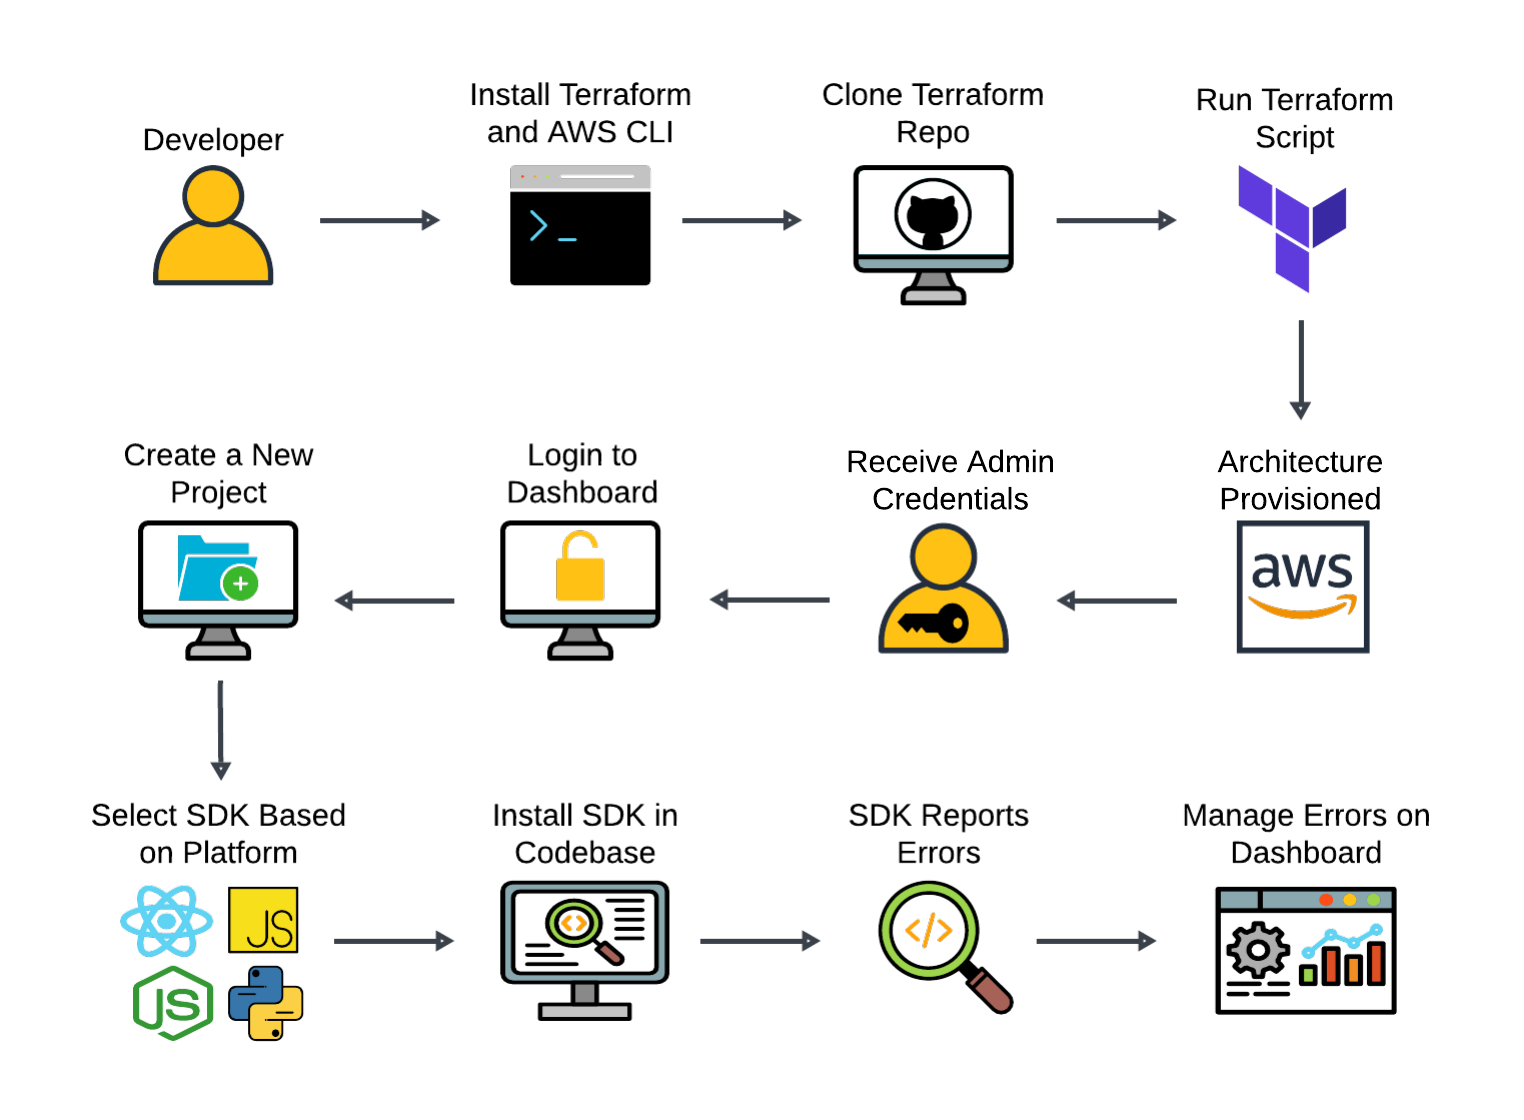 Developer
Install Terraform
and AWS CLI
Clone Terraform
Repo
Run Terraform
Script
Create a New
Project
Login to
Dashboard
Receive Admin
Credentials
Architecture
Provisioned
aws
Select SDK Based
on Platform
JS
JS
Install SDK in
Codebase
SDK Reports
Errors
Manage Errors on
Dashboard